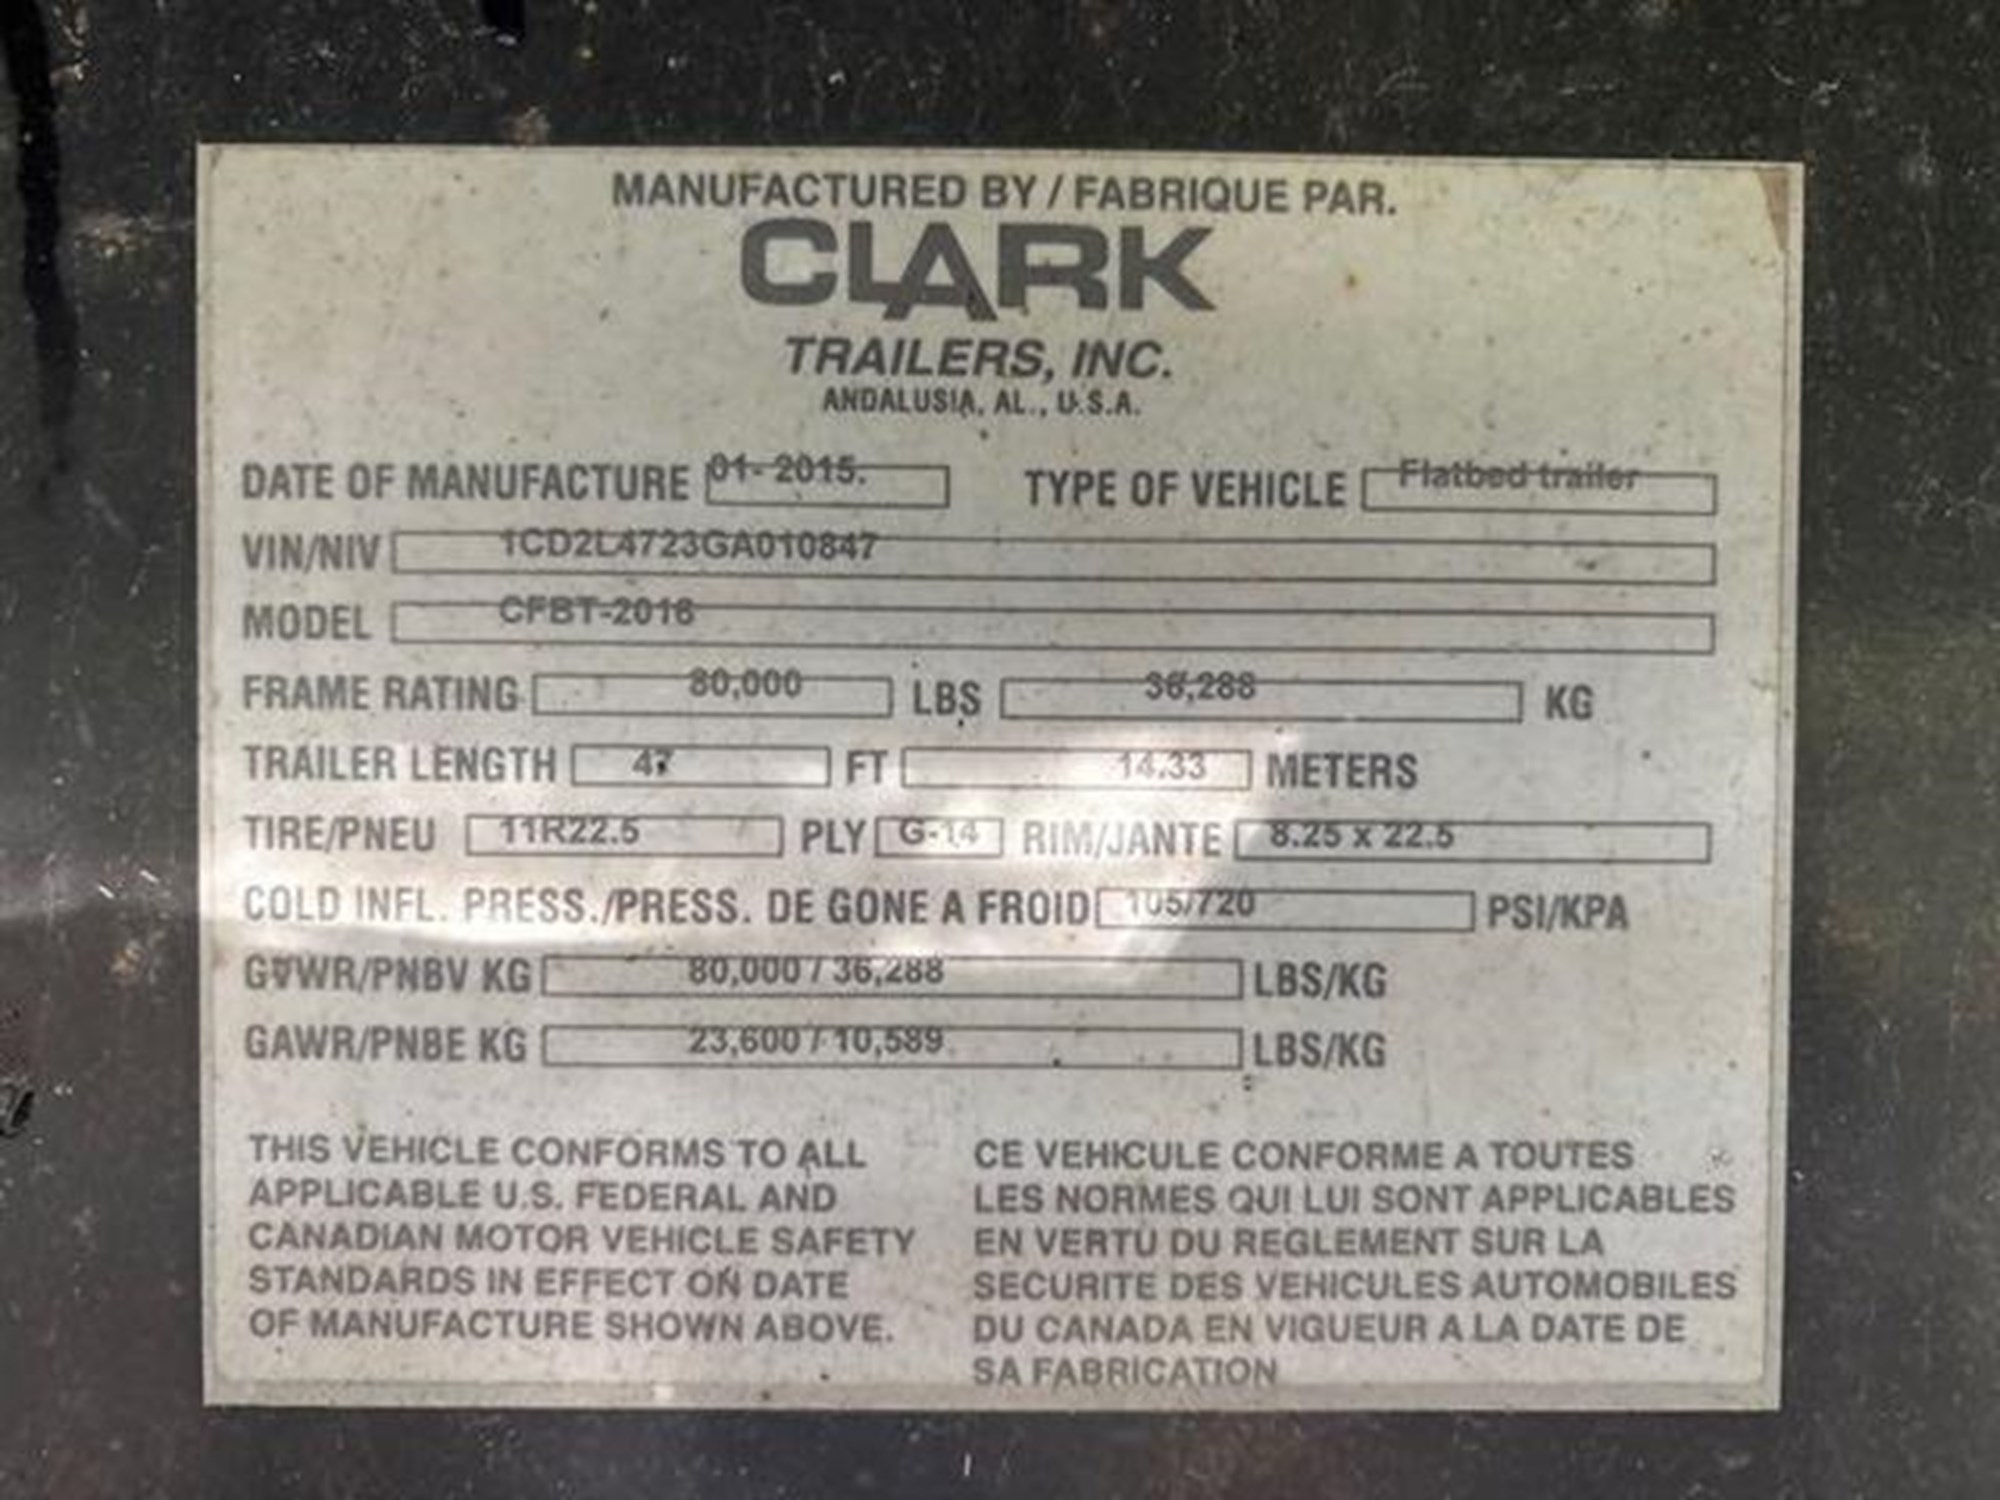 MANUFACTURED BY / FABRIQUE PAR.
CLARK
TRAILERS, INC.
ANDALUSIA, AL., U.S.A.
DATE OF MANUFACTURE 01-2015. TYPE OF VEHICLE Flatbed trailer
VIN/NIV 1CD2L4723GA010847
MODEL CFBT-2016
FRAME RATING 80,000 LBS 36,288 KG
TRAILER LENGTH 47 FT 14.33 METERS
TIRE/PNEU 11R22.5 PLY G-14 RIM/JANTE 8.25 x 22.5
COLD INFL. PRESS./PRESS. DE GONE A FROID 105/720 PSI/KPA
GVWR/PNBV KG 80,000 / 36,288 LBS/KG
GAWR/PNBE KG 23,600 / 10,589 LBS/KG
THIS VEHICLE CONFORMS TO ALL
APPLICABLE U.S. FEDERAL AND
CANADIAN MOTOR VEHICLE SAFETY
STANDARDS IN EFFECT ON DATE
OF MANUFACTURE SHOWN ABOVE.
CE VEHICULE CONFORME A TOUTES
LES NORMES QUI LUI SONT APPLICABLES
EN VERTU DU REGLEMENT SUR LA
SECURITE DES VEHICULES AUTOMOBILES
DU CANADA EN VIGUEUR A LA DATE DE
SA FABRICATION